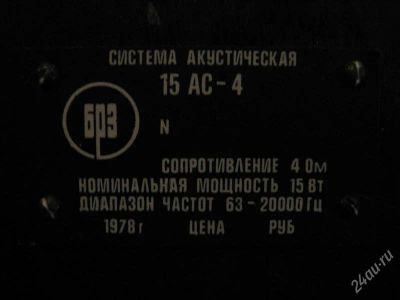 СИСТЕМА АКУСТИЧЕСКАЯ
15 АС-4
БРЗ
N
СОПРОТИВЛЕНИЕ 4 Ом
НОМИНАЛЬНАЯ МОЩНОСТЬ 15 Вт
ДИАПАЗОН ЧАСТОТ 63-20000 Гц
1978 г ЦЕНА РУБ
24au.ru